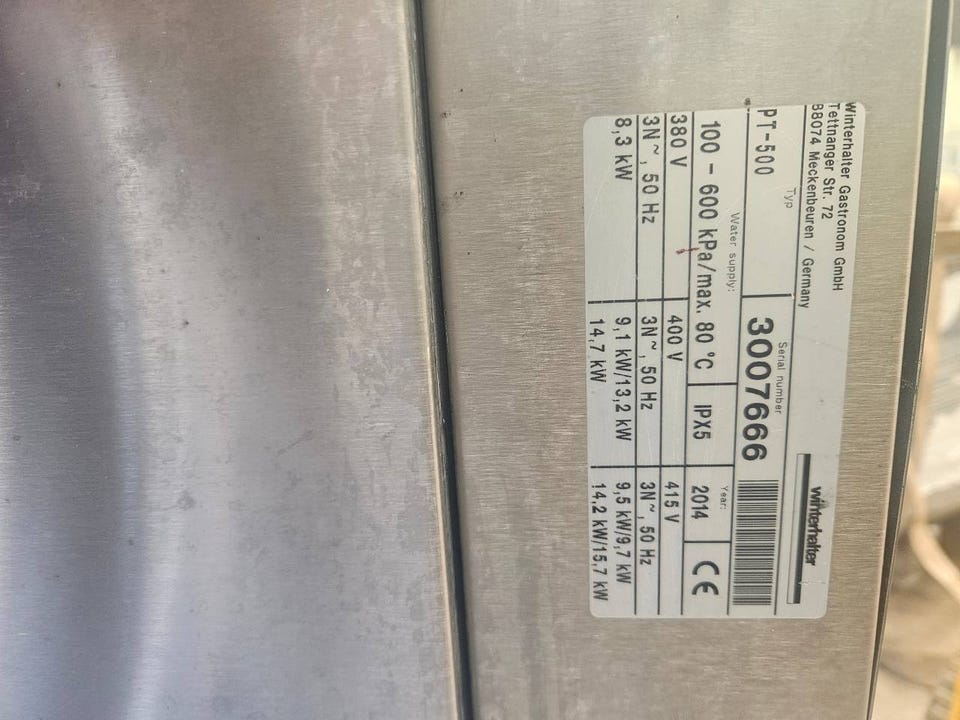 Winterhalter Gastronom GmbH
Tettnanger Str. 72
88074 Meckenbeuren / Germany
winterhalter
Typ
Serial number
PT-500
3007666
Water supply:
Year:
100 - 600 kPa/max. 80 °C
IPX5
2014
CE
380 V
400 V
415 V
3N~, 50 Hz
3N~, 50 Hz
3N~, 50 Hz
8,3 kW
9,1 kW/13,2 kW
9,5 kW/9,7 kW
14,7 kW
14,2 kW/15,7 kW